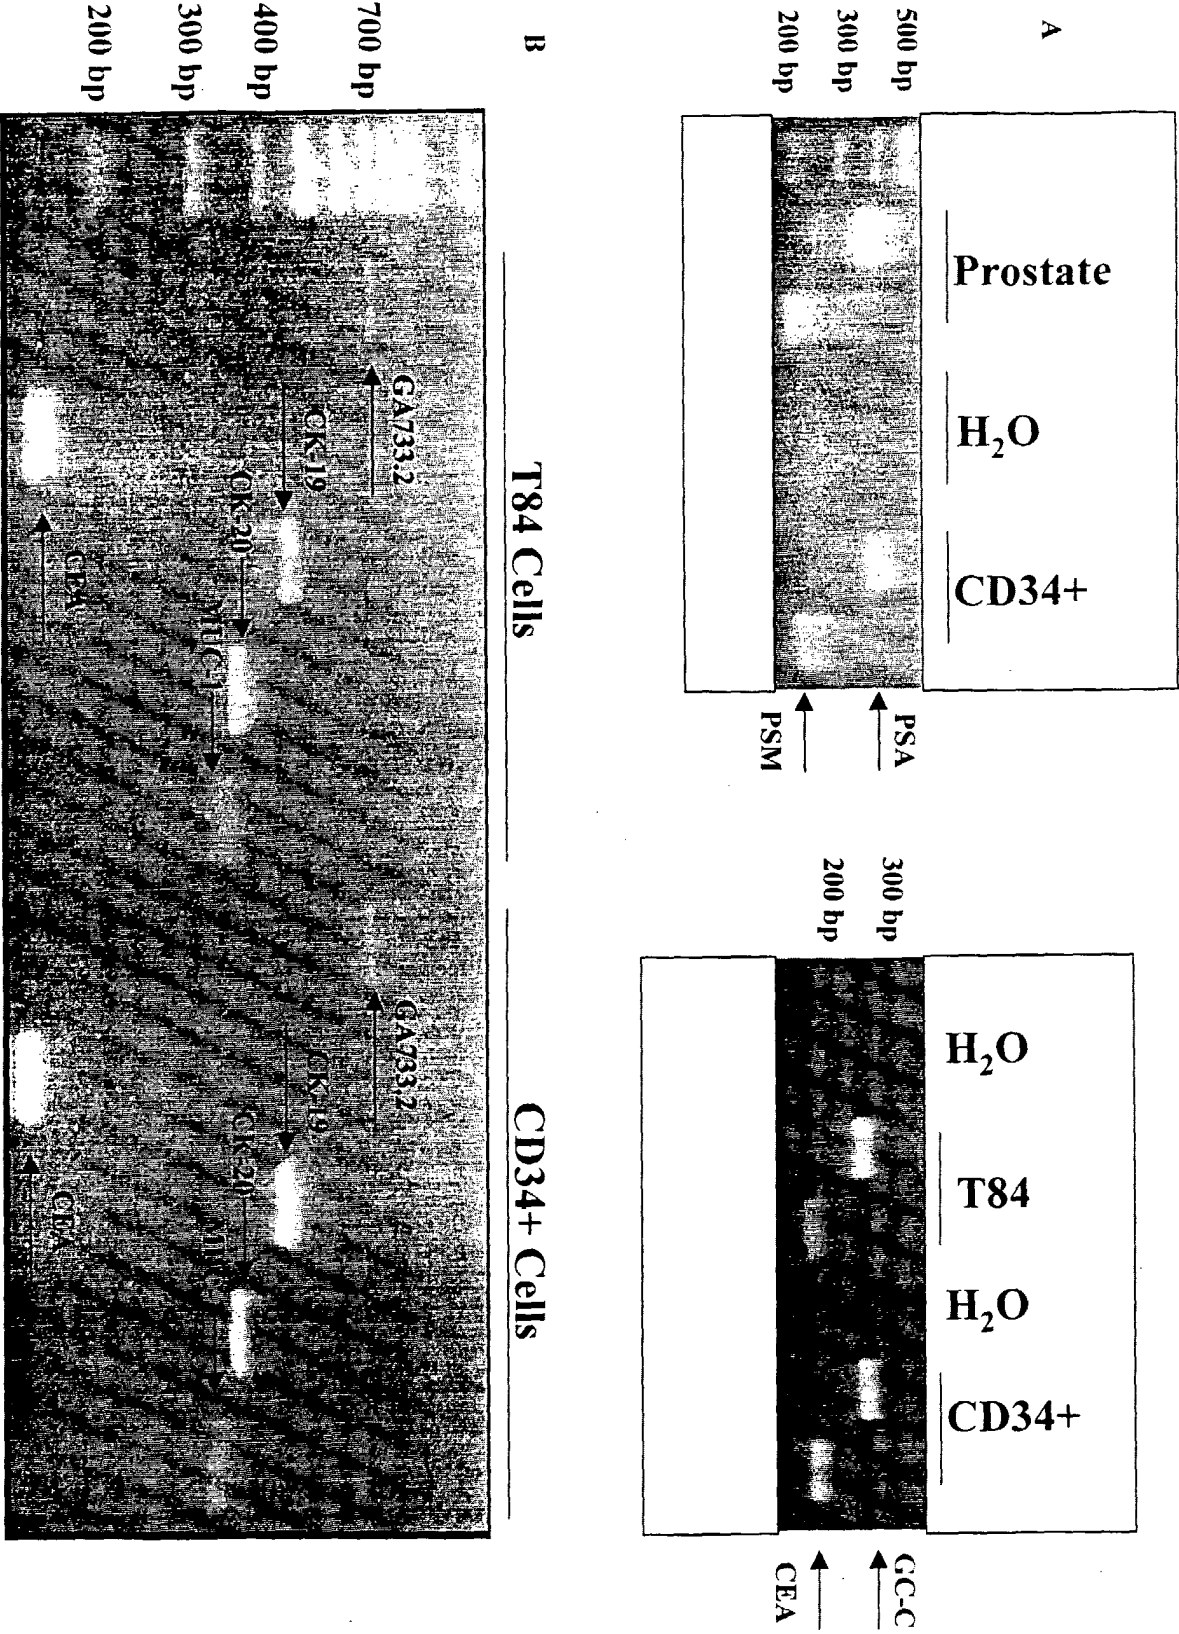 A
Prostate
H₂O
CD34+
500 bp
300 bp
200 bp
PSA
PSM
H₂O
T84
H₂O
CD34+
300 bp
200 bp
GC-C
CEA
B
T84 Cells
CD34+ Cells
700 bp
400 bp
300 bp
200 bp
GA733.2
CK-19
CK-20
MUC-1
CEA
GA733.2
CK-19
CK-20
CEA